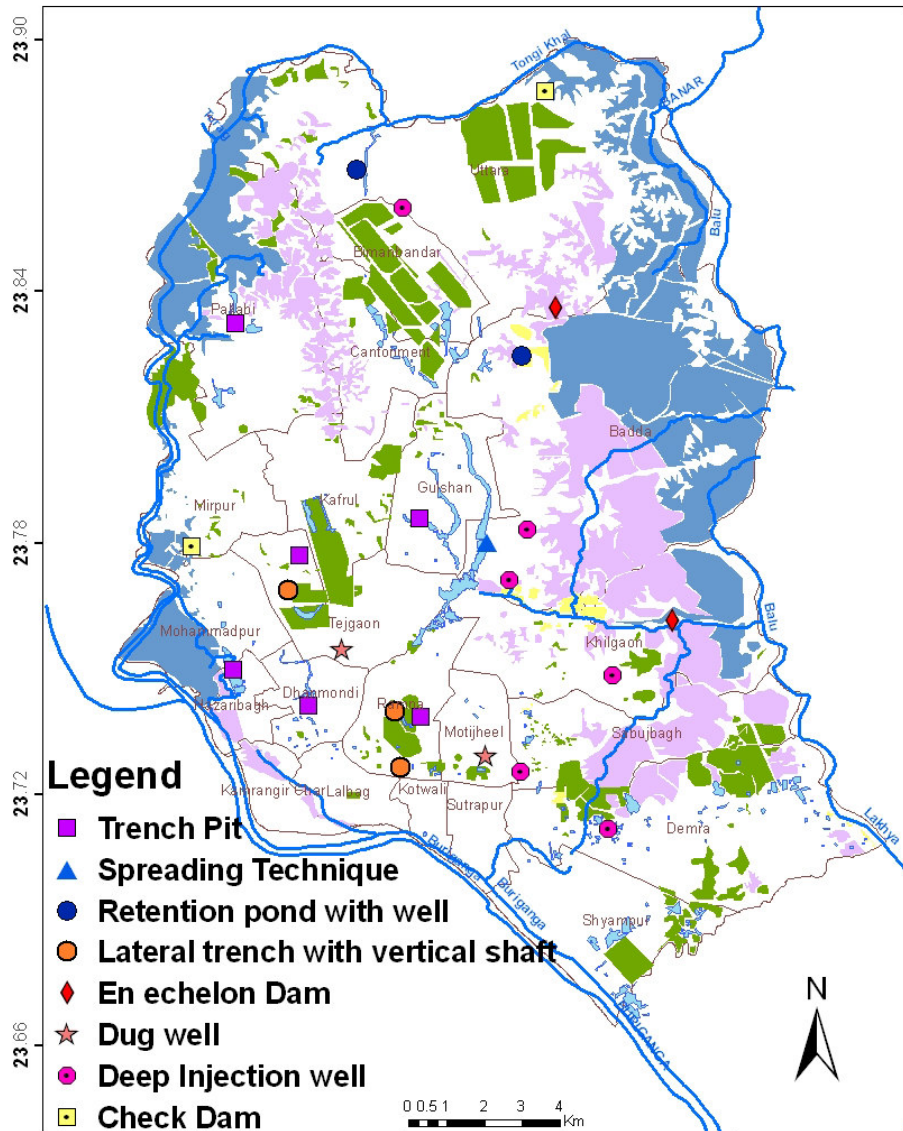 23.90
Tongi Khal
BANAR
Turag
Uttara
Balu
Bimanbandar
23.84
Pallabi
Cantonment
Badda
Gulshan
Kafrul
Mirpur
23.78
Tejgaon
Mohammadpur
Khilgaon
Balu
Hazaribagh
Dhanmondi
Ramna
Motijheel
Sabujbagh
23.72
Kamrangir Char
Lalbag
Kotwali
Sutrapur
Demra
Lakhya
Buriganga
Buriganga
Shyampur
BURIGANGA
23.66
Legend
Trench Pit
Spreading Technique
Retention pond with well
Lateral trench with vertical shaft
En echelon Dam
Dug well
Deep Injection well
Check Dam
N
0 0.5 1 2 3 4
Km